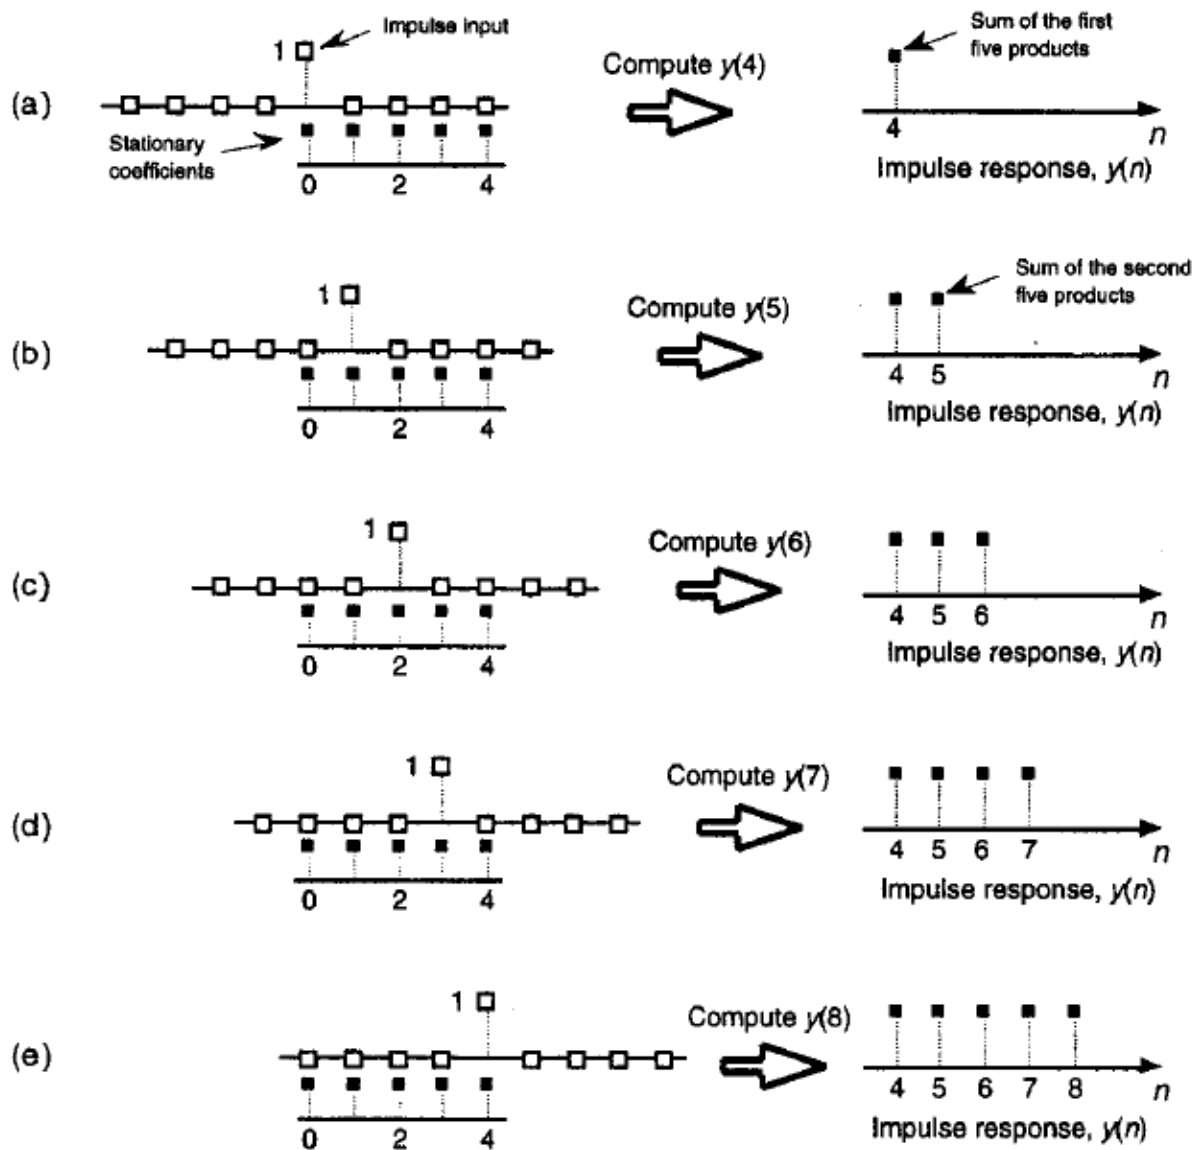 (a)
1
Impulse input
Stationary
coefficients
0 2 4
Compute y(4)
Sum of the first
five products
4
n
Impulse response, y(n)
(b)
1
0 2 4
Compute y(5)
Sum of the second
five products
4 5
n
Impulse response, y(n)
(c)
1
0 2 4
Compute y(6)
4 5 6
n
Impulse response, y(n)
(d)
1
0 2 4
Compute y(7)
4 5 6 7
n
Impulse response, y(n)
(e)
1
0 2 4
Compute y(8)
4 5 6 7 8
n
Impulse response, y(n)